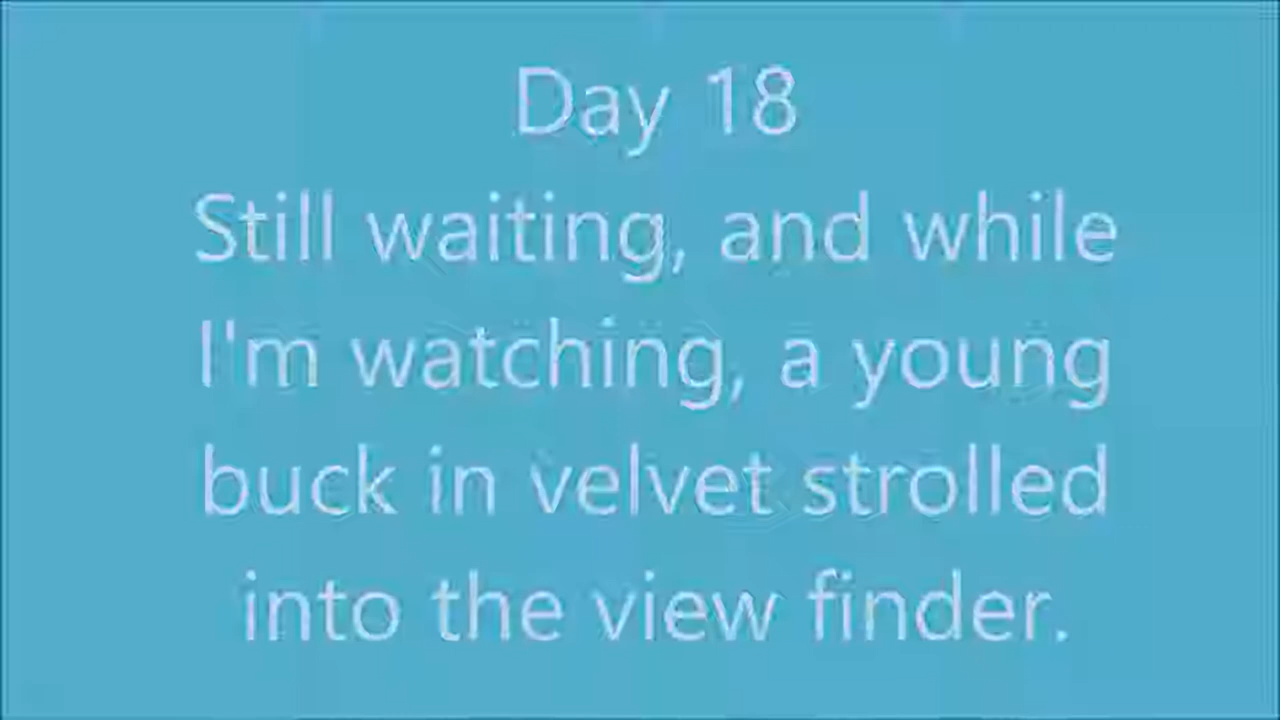 Day 18
Still waiting, and while
I'm watching, a young
buck in velvet strolled
into the view finder.